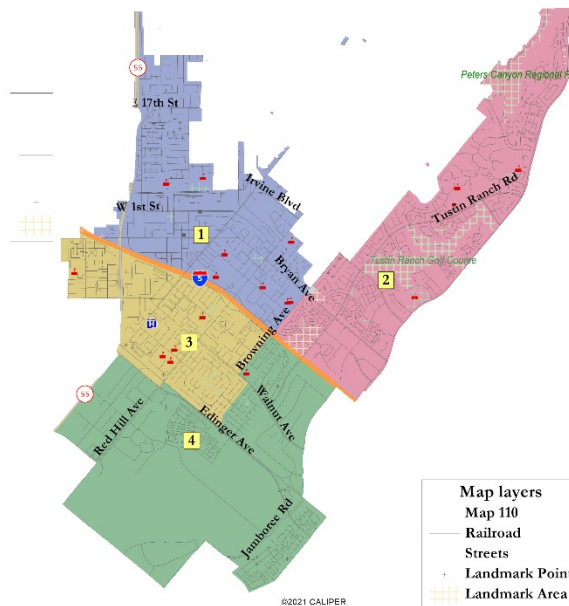 55
E 17th St
Peters Canyon Regional P
Irvine Blvd
Tustin Ranch Rd
W 1st St
1
Bryan Ave
Tustin Ranch Golf Course
2
5
H
Browning Ave
3
55
Walnut Ave
Red Hill Ave
Edinger Ave
4
Jamboree Rd
Map layers
Map 110
Railroad
Streets
Landmark Point
Landmark Area
©2021 CALIPER